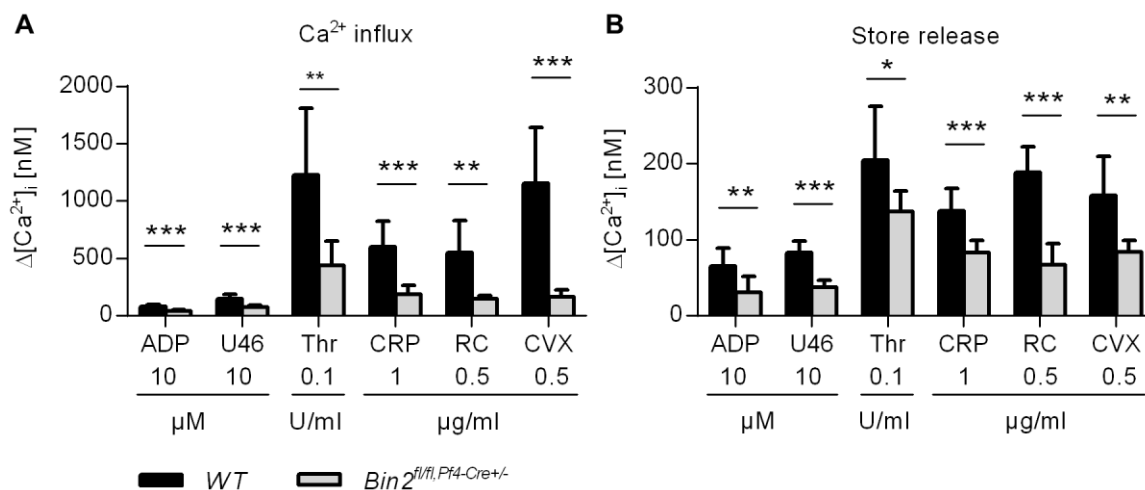 A
Ca²⁺ influx
Δ[Ca²⁺]ᵢ [nM]
2000
1500
1000
500
0
***
***
**
***
**
***
ADP U46 Thr CRP RC CVX
10 10 0.1 1 0.5 0.5
µM U/ml µg/ml
B
Store release
Δ[Ca²⁺]ᵢ [nM]
300
200
100
0
**
***
*
***
***
**
ADP U46 Thr CRP RC CVX
10 10 0.1 1 0.5 0.5
µM U/ml µg/ml
WT Bin2fl/fl,Pf4-Cre+/-